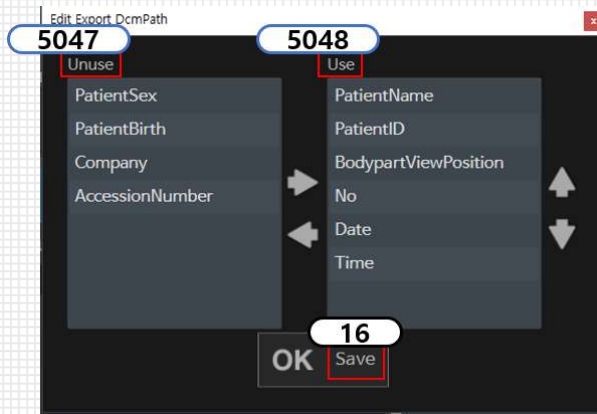 Edit Export DcmPath
x
5047
5048
Unuse
Use
PatientSex
PatientBirth
Company
AccessionNumber
PatientName
PatientID
BodypartViewPosition
No
Date
Time
16
OK
Save